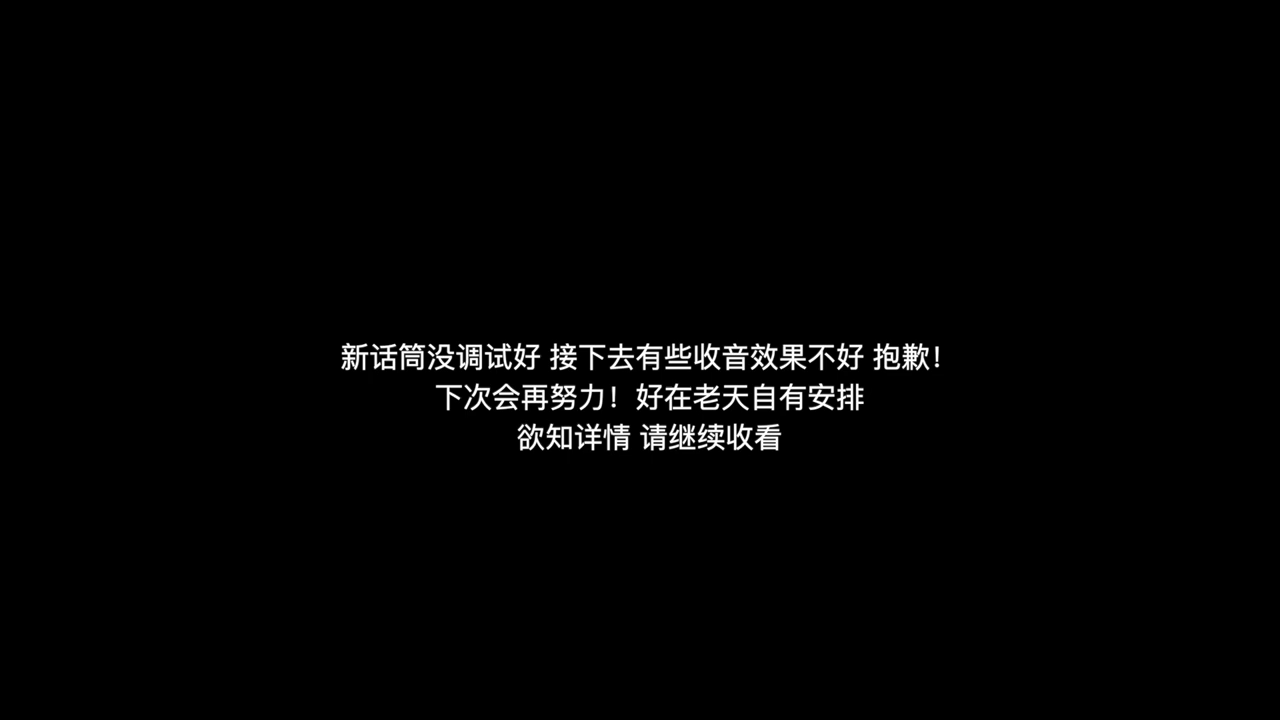 新话筒没调试好 接下去有些收音效果不好 抱歉！
下次会再努力！好在老天自有安排
欲知详情 请继续收看